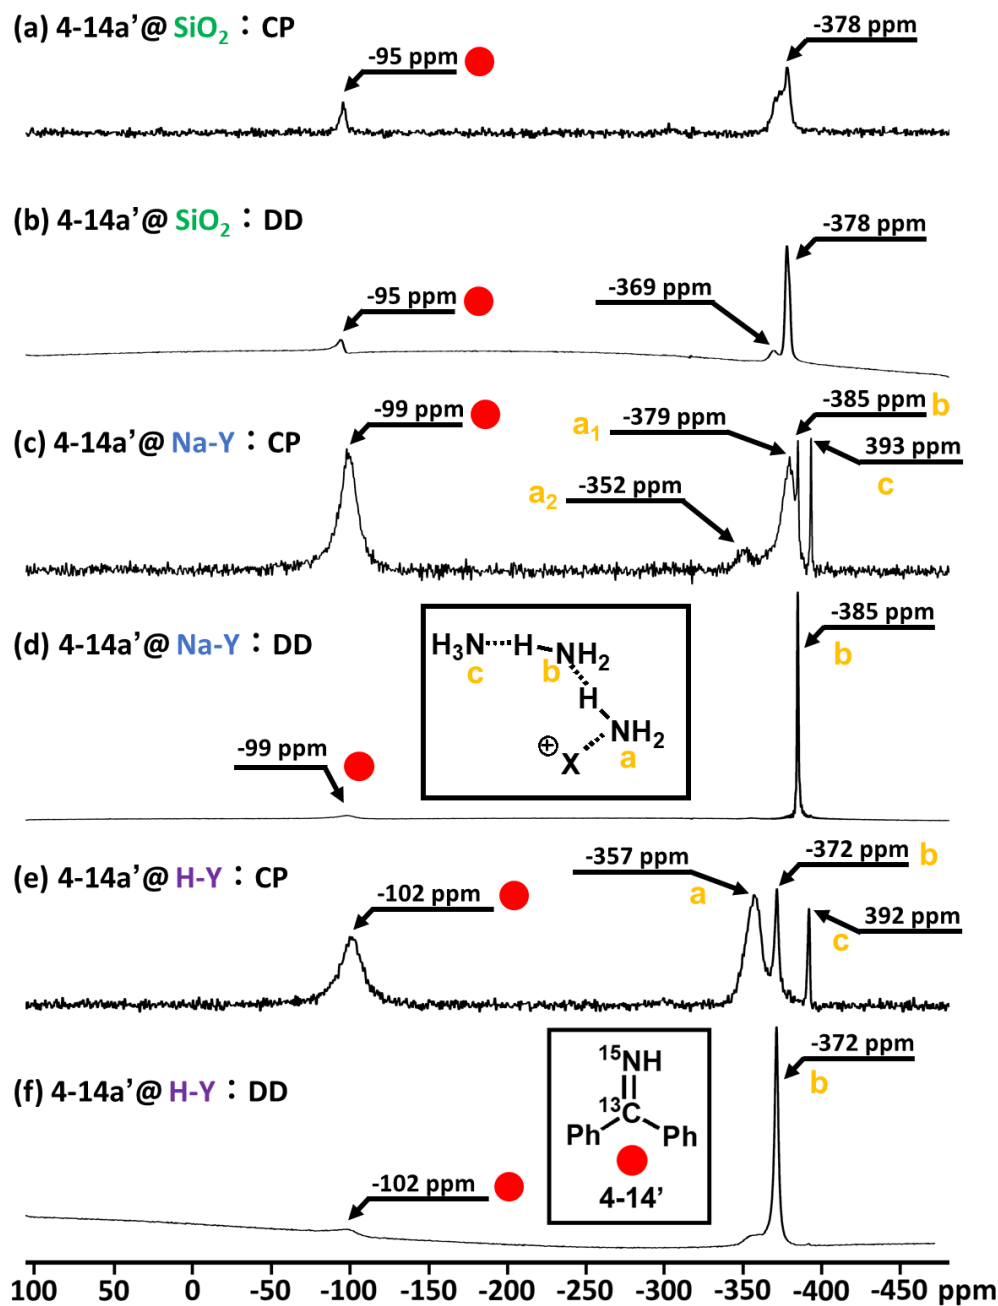 (a) 4-14a'@ SiO2 : CP
-95 ppm
-378 ppm
(b) 4-14a'@ SiO2 : DD
-95 ppm
-369 ppm
-378 ppm
(c) 4-14a'@ Na-Y : CP
-99 ppm
a1
-379 ppm
-385 ppm b
393 ppm
c
a2
-352 ppm
(d) 4-14a'@ Na-Y : DD
-99 ppm
-385 ppm
b
H3N H NH2
c b
H
NH2
⊕ X a
(e) 4-14a'@ H-Y : CP
-102 ppm
-357 ppm
a
-372 ppm b
392 ppm
c
(f) 4-14a'@ H-Y : DD
-102 ppm
15NH
13C
Ph Ph
4-14'
-372 ppm
b
100 50 0 -50 -100 -150 -200 -250 -300 -350 -400 -450 ppm